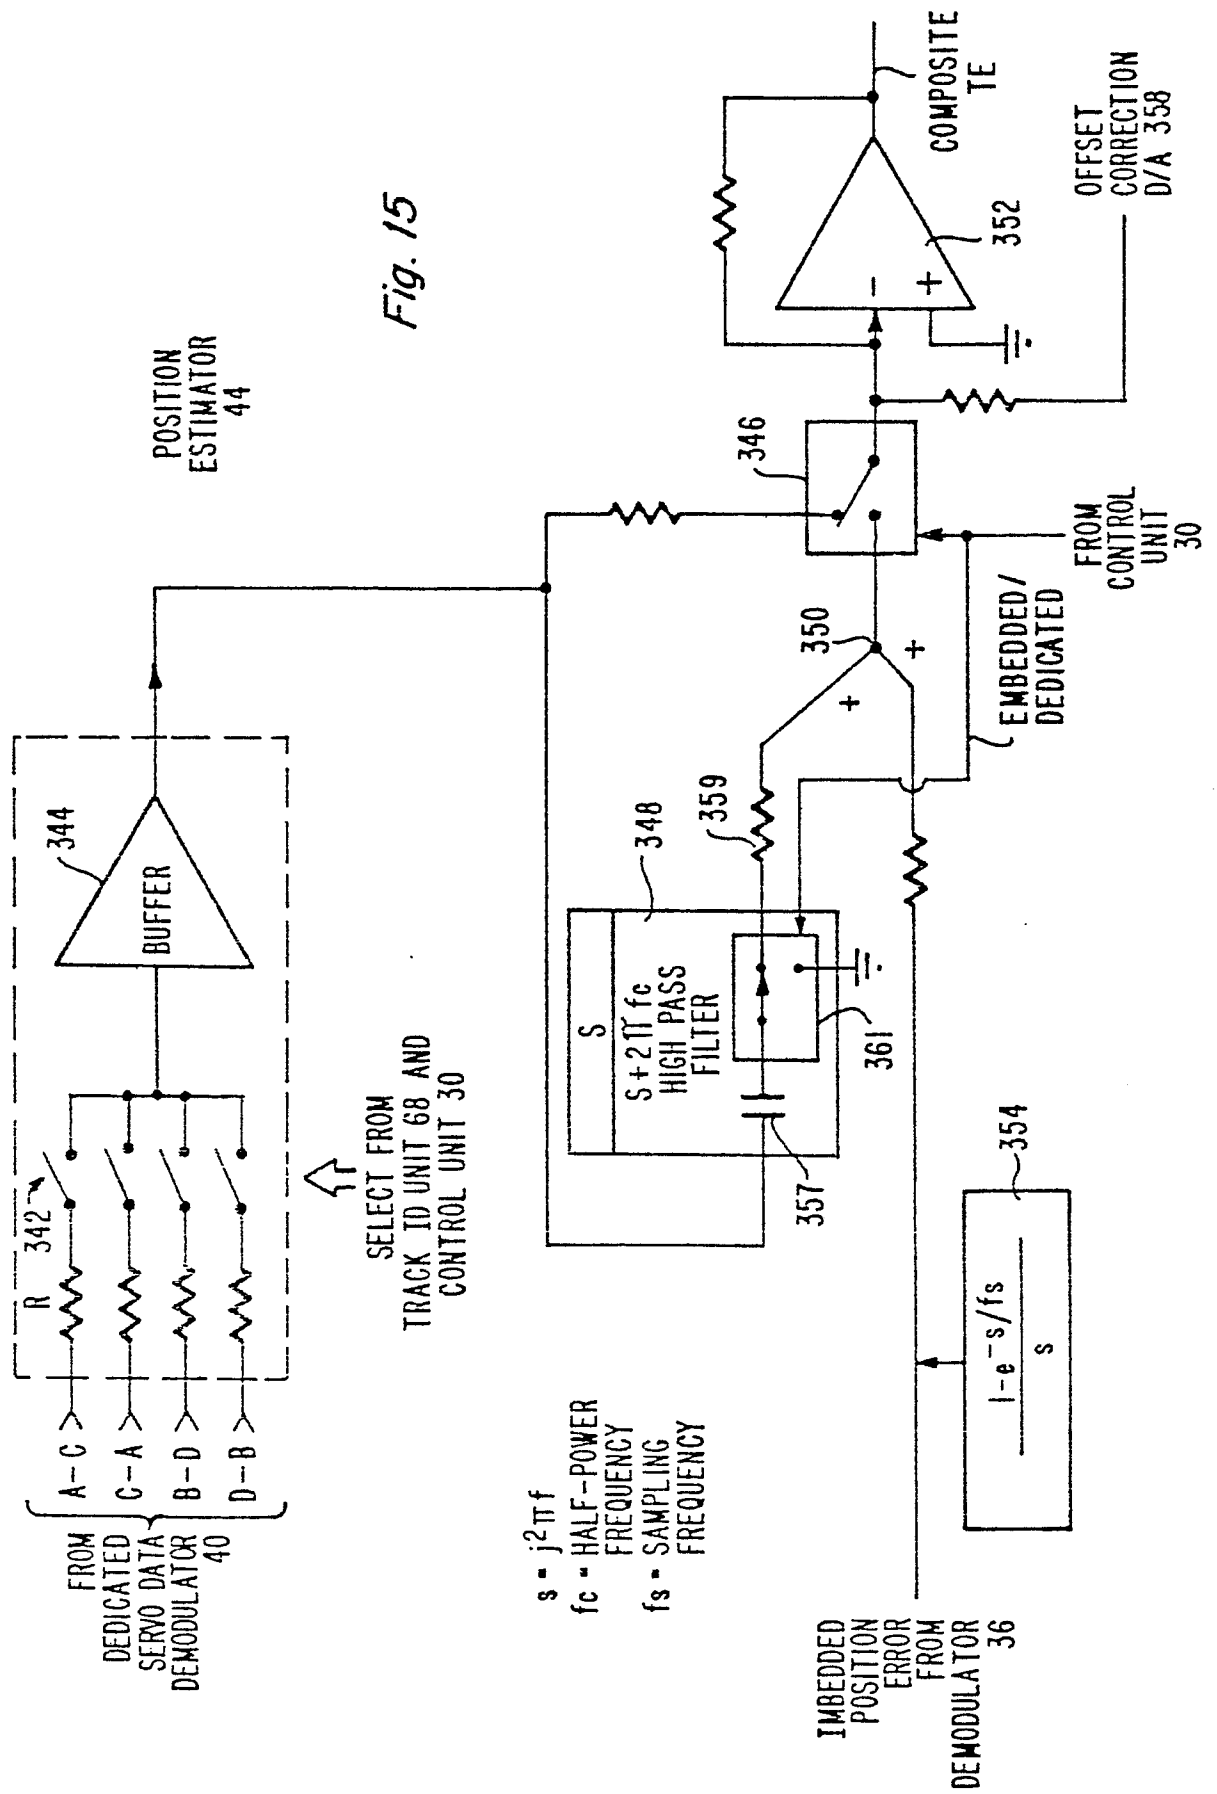 Fig. 15
POSITION
ESTIMATOR
44
FROM
DEDICATED
SERVO DATA
DEMODULATOR
40
A-C
C-A
B-D
D-B
R
342
BUFFER
344
SELECT FROM
TRACK ID UNIT 68 AND
CONTROL UNIT 30
s = j2πf
fc = HALF-POWER
FREQUENCY
fs = SAMPLING
FREQUENCY
S
S+2πfc
HIGH PASS
FILTER
348
357
361
359
350
+
+
346
EMBEDDED/
DEDICATED
FROM
CONTROL
UNIT
30
-
+
352
COMPOSITE
TE
OFFSET
CORRECTION
D/A 358
IMBEDDED
POSITION
ERROR
FROM
DEMODULATOR
36
1-e^-s/fs
s
354